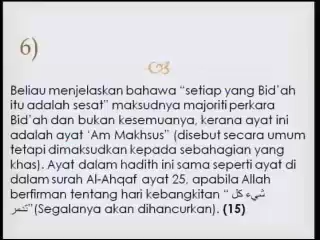 6)
Beliau menjelaskan bahawa “setiap yang Bid’ah
itu adalah sesat” maksudnya majoriti perkara
Bid’ah dan bukan kesemuanya, kerana ayat ini
adalah ayat ‘Am Makhsus” (disebut secara umum
tetapi dimaksudkan kepada sebahagian yang
khas). Ayat dalam hadith ini sama seperti ayat di
dalam surah Al-Ahqaf ayat 25, apabila Allah
berfirman tentang hari kebangkitan “ شيء كل
تدمر”(Segalanya akan dihancurkan). (15)